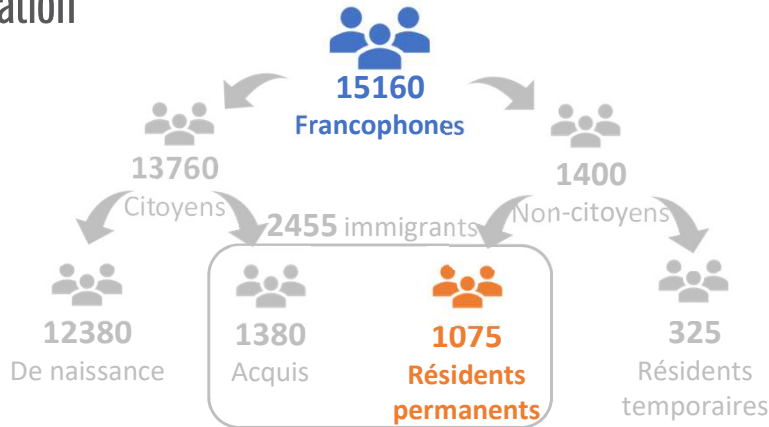 15160
Francophones
13760
Citoyens
1400
Non-citoyens
2455 immigrants
12380
De naissance
1380
Acquis
1075
Résidents
permanents
325
Résidents
temporaires